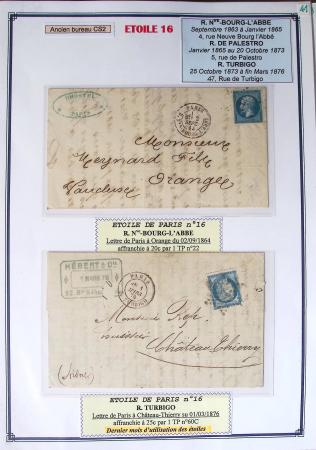 Ancien bureau CS2
ETOILE 16
41
R. Nve-BOURG-L'ABBE
Septembre 1863 à Janvier 1865
4, rue Neuve Bourg l'Abbé
R. DE PALESTRO
Janvier 1865 au 20 Octobre 1873
5, rue de Palestro
R. TURBIGO
25 Octobre 1873 à fin Mars 1876
47, Rue de Turbigo
PARIS
Monsieur
Meynard Fils
Orange
Vaucluse
ETOILE DE PARIS n°16
R. Nve-BOURG-L'ABBE
Lettre de Paris à Orange du 02/09/1864
affranchie à 20c par 1 TP n°22
HÉBERT & Cie
PARIS
Monsieur
Château Thierry
(Aisne)
ETOILE DE PARIS n°16
R. TURBIGO
Lettre de Paris à Château-Thierry su 01/03/1876
affranchie à 25c par 1 TP n°60C
Dernier mois d'utilisation des étoiles